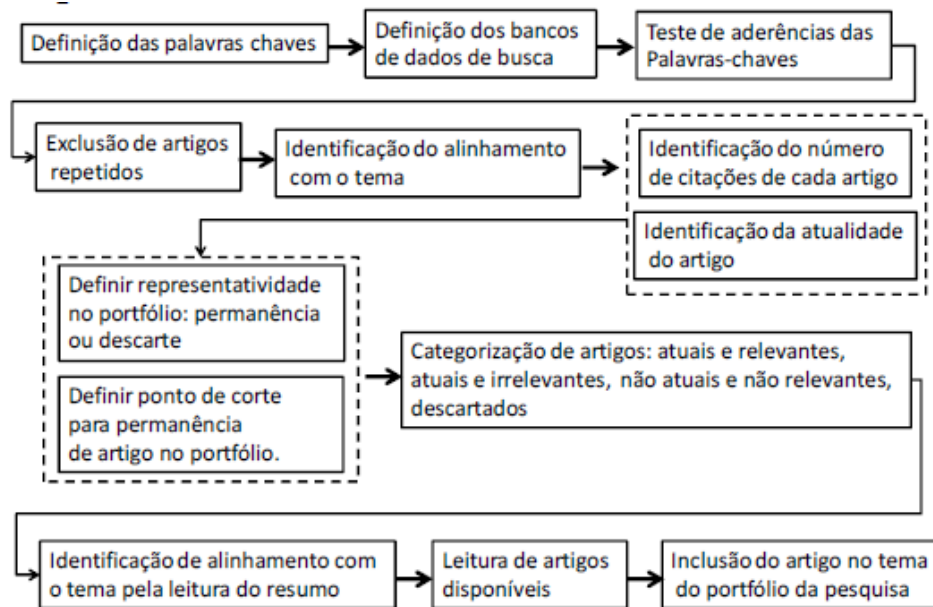 Definição das palavras chaves
Definição dos bancos
de dados de busca
Teste de aderências das
Palavras-chaves
Exclusão de artigos
repetidos
Identificação do alinhamento
com o tema
Identificação do número
de citações de cada artigo
Identificação da atualidade
do artigo
Definir representatividade
no portfólio: permanência
ou descarte
Definir ponto de corte
para permanência
de artigo no portfólio.
Categorização de artigos: atuais e relevantes,
atuais e irrelevantes, não atuais e não relevantes,
descartados
Identificação de alinhamento com
o tema pela leitura do resumo
Leitura de artigos
disponíveis
Inclusão do artigo no tema
do portfólio da pesquisa